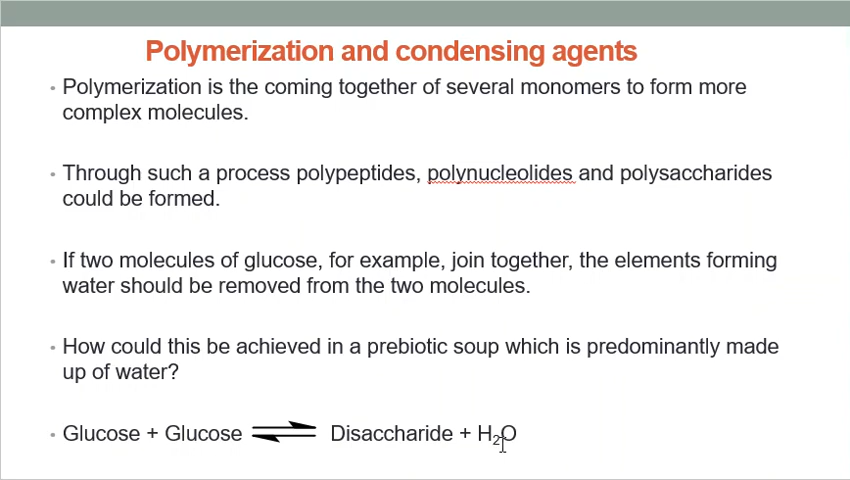 Polymerization and condensing agents
• Polymerization is the coming together of several monomers to form more
complex molecules.
• Through such a process polypeptides, polynucleolides and polysaccharides
could be formed.
• If two molecules of glucose, for example, join together, the elements forming
water should be removed from the two molecules.
• How could this be achieved in a prebiotic soup which is predominantly made
up of water?
• Glucose + Glucose ⇌ Disaccharide + H₂O